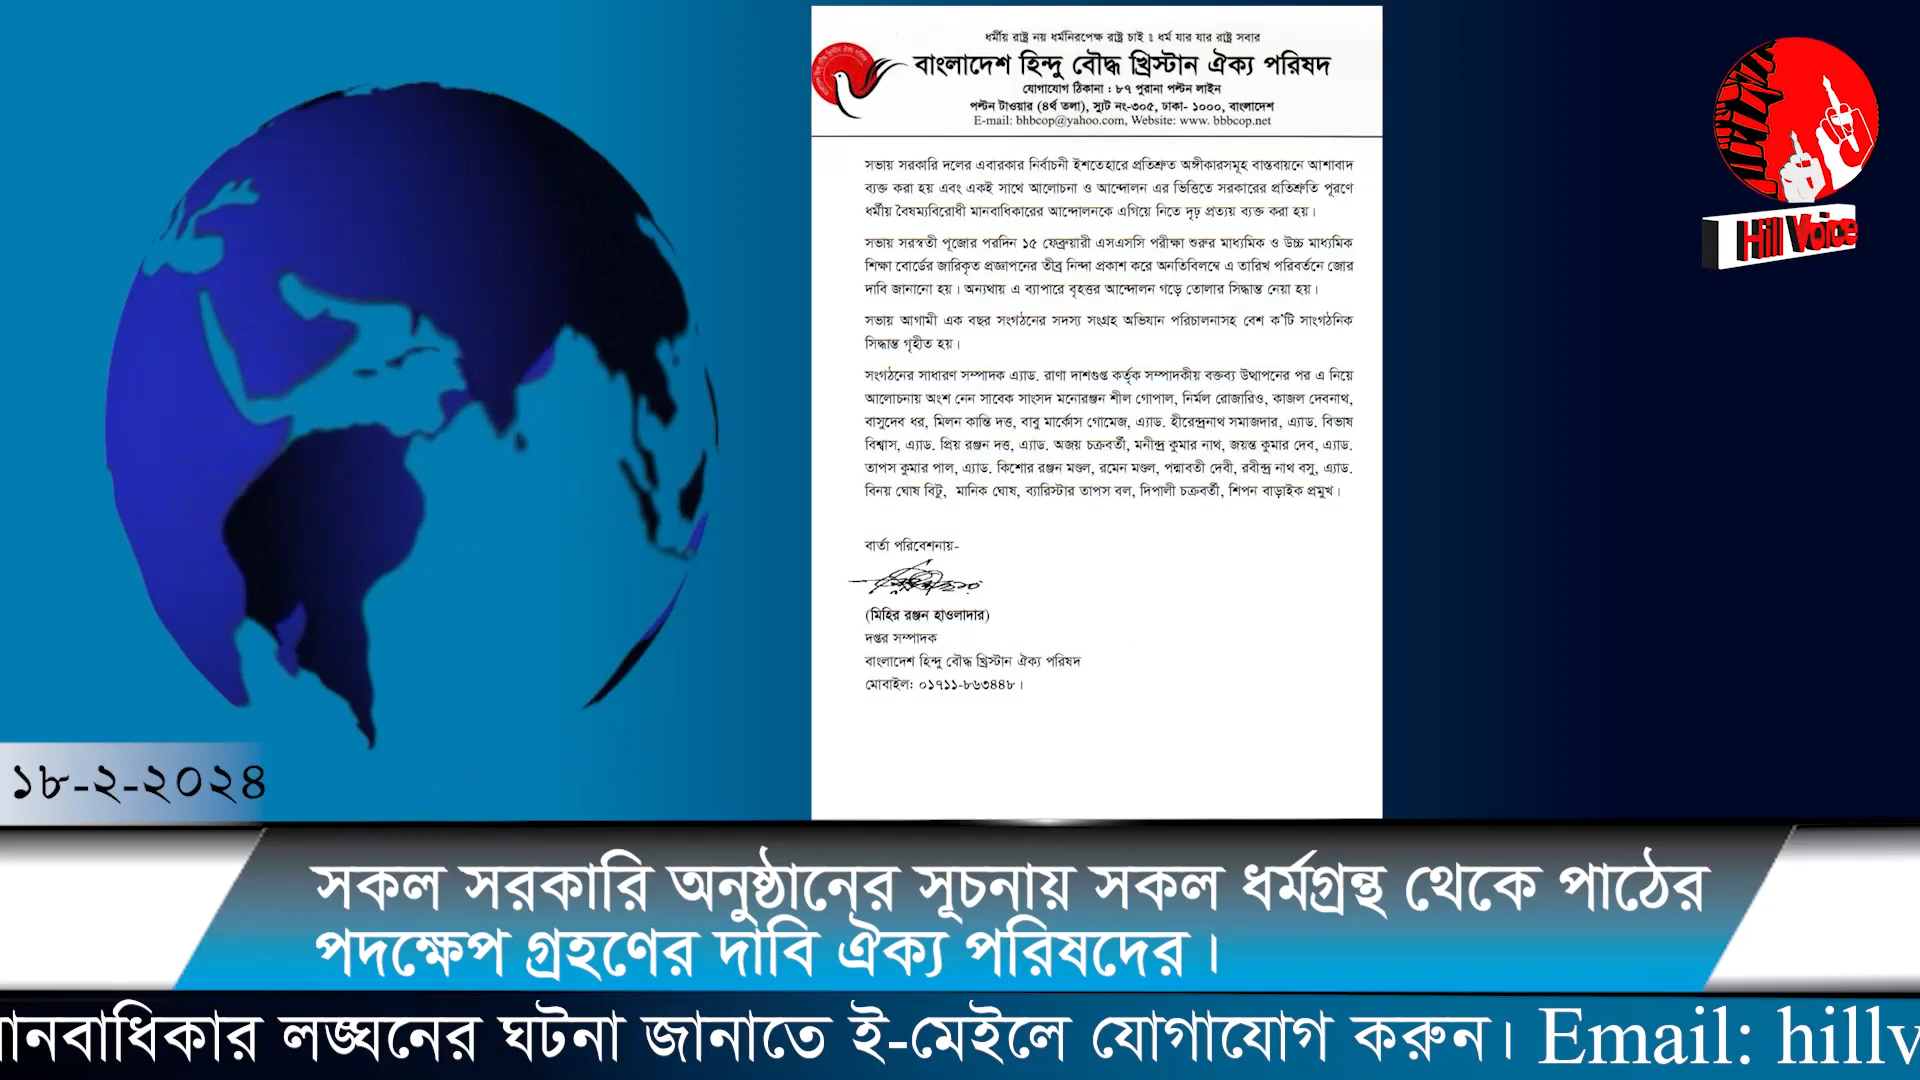 ধর্মীয় রাষ্ট্র নয় ধর্মনিরপেক্ষ রাষ্ট্র চাই ॥ ধর্ম যার যার রাষ্ট্র সবার
বাংলাদেশ হিন্দু বৌদ্ধ খ্রিস্টান ঐক্য পরিষদ
যোগাযোগ ঠিকানা : ৮৭ পুরানা পল্টন লাইন
পল্টন টাওয়ার (৪র্থ তলা), স্যুট নং-৩০৫, ঢাকা- ১০০০, বাংলাদেশ
E-mail: bhbcop@yahoo.com, Website: www. bbbcop.net
Hill Voice
সভায় সরকারি দলের এবারকার নির্বাচনী ইশতেহারে প্রতিশ্রুত অঙ্গীকারসমূহ বাস্তবায়নে আশাবাদ
ব্যক্ত করা হয় এবং একই সাথে আলোচনা ও আন্দোলন এর ভিত্তিতে সরকারের প্রতিশ্রুতি পূরণে
ধর্মীয় বৈষম্যবিরোধী মানবাধিকারের আন্দোলনকে এগিয়ে নিতে দৃঢ় প্রত্যয় ব্যক্ত করা হয়।
সভায় সরস্বতী পূজোর পরদিন ১৫ ফেব্রুয়ারী এসএসসি পরীক্ষা শুরুর মাধ্যমিক ও উচ্চ মাধ্যমিক
শিক্ষা বোর্ডের জারিকৃত প্রজ্ঞাপনের তীব্র নিন্দা প্রকাশ করে অনতিবিলম্বে এ তারিখ পরিবর্তনে জোর
দাবি জানানো হয়। অন্যথায় এ ব্যাপারে বৃহত্তর আন্দোলন গড়ে তোলার সিদ্ধান্ত নেয়া হয়।
সভায় আগামী এক বছর সংগঠনের সদস্য সংগ্রহ অভিযান পরিচালনাসহ বেশ ক'টি সাংগঠনিক
সিদ্ধান্ত গৃহীত হয়।
সংগঠনের সাধারণ সম্পাদক এ্যাড. রাণা দাশগুপ্ত কর্তৃক সম্পাদকীয় বক্তব্য উত্থাপনের পর এ নিয়ে
আলোচনায় অংশ নেন সাবেক সাংসদ মনোরঞ্জন শীল গোপাল, নির্মল রোজারিও, কাজল দেবনাথ,
বাসুদেব ধর, মিলন কান্তি দত্ত, বাবু মার্কোস গোমেজ, এ্যাড. হীরেন্দ্রনাথ সমাজদার, এ্যাড. বিভাষ
বিশ্বাস, এ্যাড. প্রিয় রঞ্জন দত্ত, এ্যাড. অজয় চক্রবর্তী, মনীন্দ্র কুমার নাথ, জয়ন্ত কুমার দেব, এ্যাড.
তাপস কুমার পাল, এ্যাড. কিশোর রঞ্জন মণ্ডল, রমেন মণ্ডল, পদ্মাবতী দেবী, রবীন্দ্র নাথ বসু, এ্যাড.
বিনয় ঘোষ বিটু, মানিক ঘোষ, ব্যারিস্টার তাপস বল, দিপালী চক্রবর্তী, শিপন বাড়াইক প্রমুখ।
বার্তা পরিবেশনায়-
(মিহির রঞ্জন হাওলাদার)
দপ্তর সম্পাদক
বাংলাদেশ হিন্দু বৌদ্ধ খ্রিস্টান ঐক্য পরিষদ
মোবাইল: ০১৭১১-৮৬৩৪৪৮।
১৮-২-২০২৪
সকল সরকারি অনুষ্ঠানের সূচনায় সকল ধর্মগ্রন্থ থেকে পাঠের
পদক্ষেপ গ্রহণের দাবি ঐক্য পরিষদের।
ানবাধিকার লঙ্ঘনের ঘটনা জানাতে ই-মেইলে যোগাযোগ করুন। Email: hillv